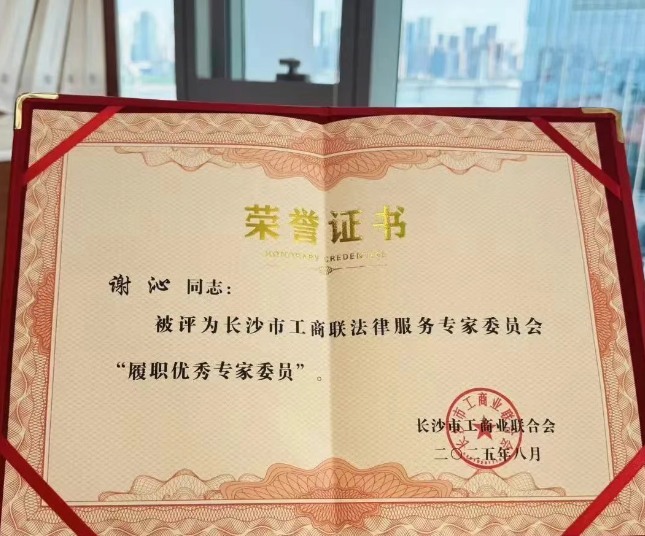 荣誉证书
HONORARY CREDENTIAL
谢沁 同志：
被评为长沙市工商联法律服务专家委员会
“履职优秀专家委员”。
长沙市工商业联合会
二〇二五年八月